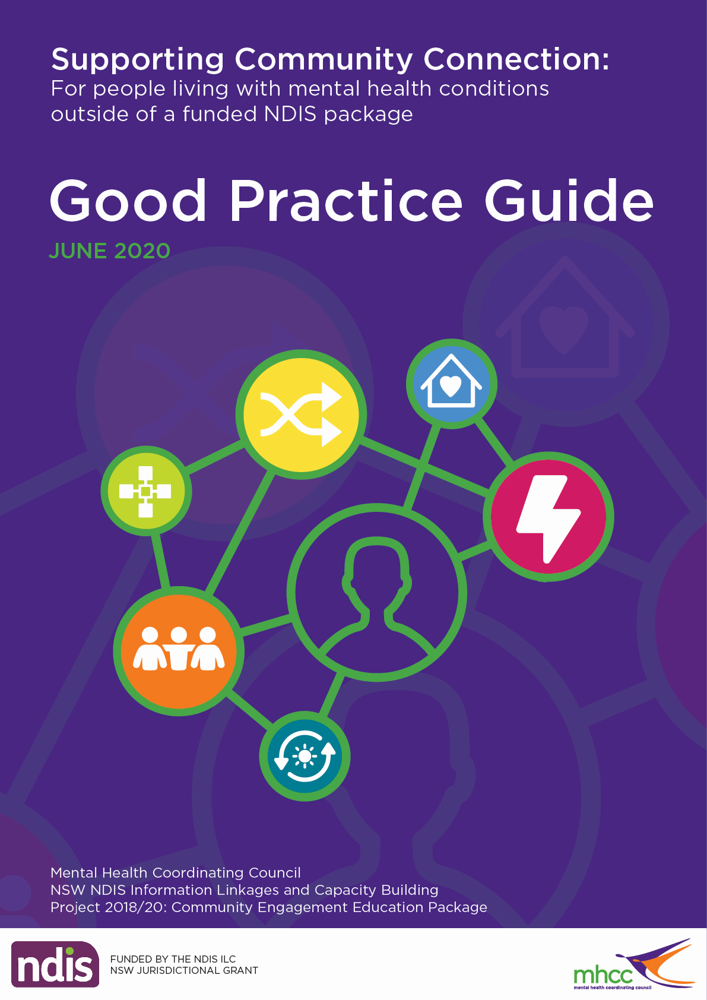 Supporting Community Connection:
For people living with mental health conditions
outside of a funded NDIS package
Good Practice Guide
JUNE 2020
Mental Health Coordinating Council
NSW NDIS Information Linkages and Capacity Building
Project 2018/20: Community Engagement Education Package
ndis
FUNDED BY THE NDIS ILC
NSW JURISDICTIONAL GRANT
mhcc
mental health coordinating council